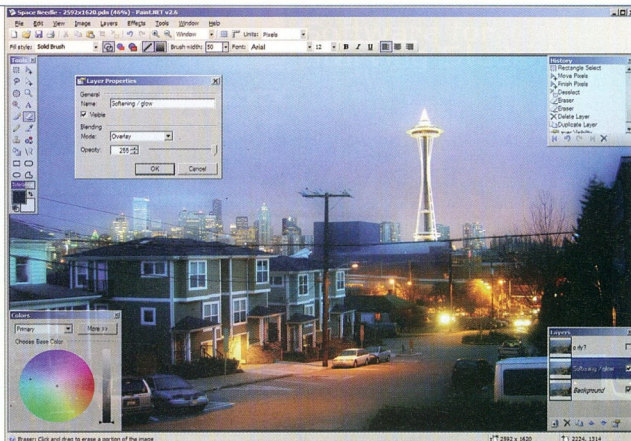 Space Needle - 2592x1620.pdn (46%) - Paint.NET v2.6
File Edit View Image Layers Effects Tools Window Help
Window Units: Pixels
Fill style: Solid Brush Brush width: 50 Font: Arial 12 B I U
Tools
Layer Properties
General
Name: Softening / glow
Visible
Blending
Mode: Overlay
Opacity: 255
OK Cancel
History
Rectangle Select
Move Pixels
Finish Pixels
Deselect
Eraser
Eraser
Delete Layer
Duplicate Layer
Layer Visibility
Colors
Primary More >>
Choose Base Color
Layers
Softening / glow
Background
Eraser: Click and drag to erase a portion of the image
2592 x 1620
2224, 1314